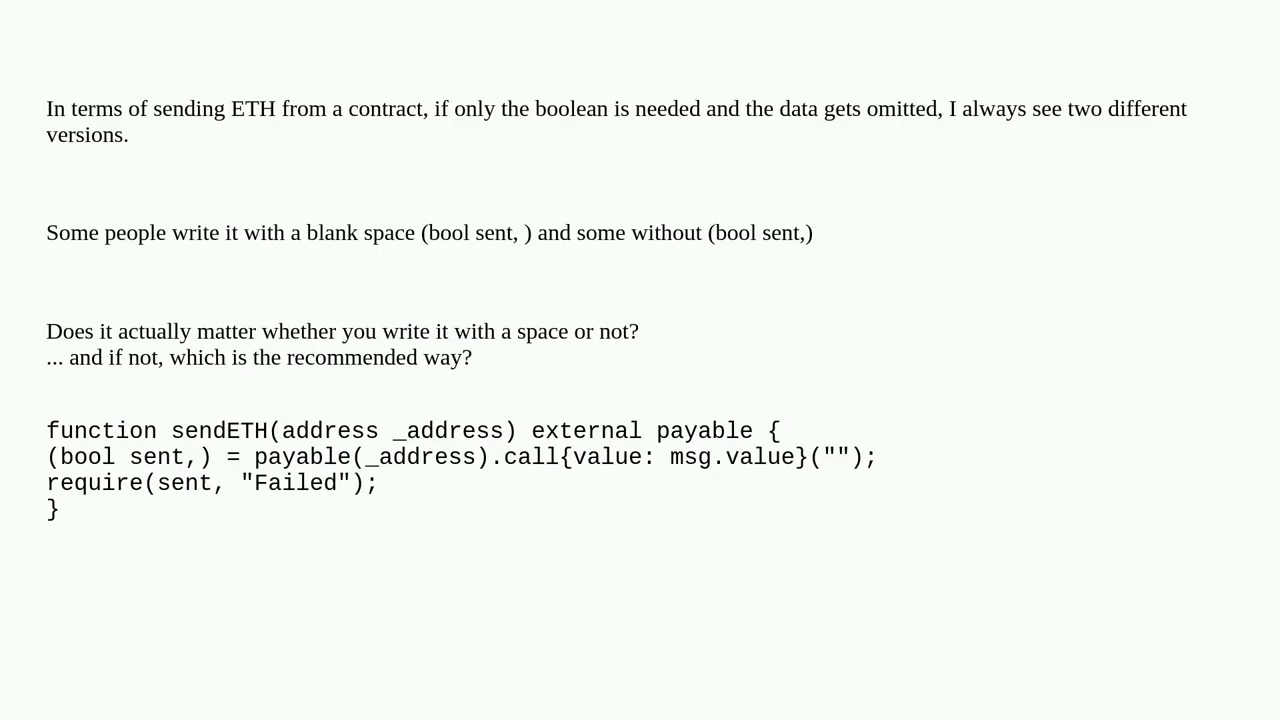 In terms of sending ETH from a contract, if only the boolean is needed and the data gets omitted, I always see two different
versions.
Some people write it with a blank space (bool sent, ) and some without (bool sent,)
Does it actually matter whether you write it with a space or not?
... and if not, which is the recommended way?
function sendETH(address _address) external payable {
(bool sent,) = payable(_address).call{value: msg.value}("");
require(sent, "Failed");
}